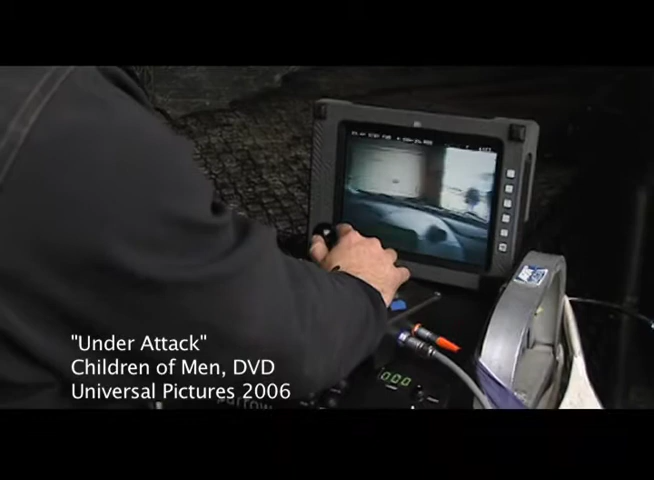 "Under Attack"
Children of Men, DVD
Universal Pictures 2006